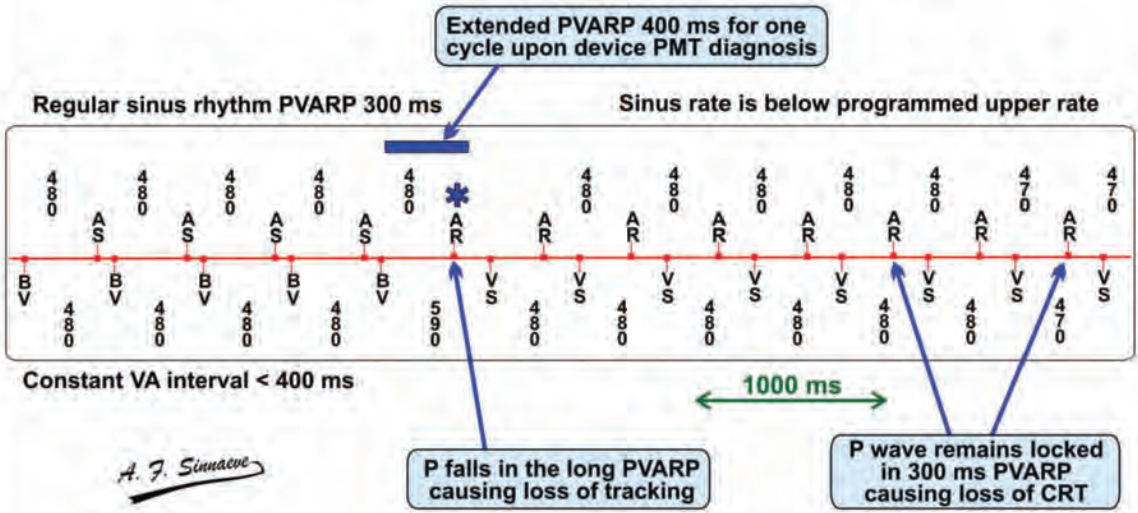 Extended PVARP 400 ms for one
cycle upon device PMT diagnosis
Regular sinus rhythm PVARP 300 ms
Sinus rate is below programmed upper rate
480 480 480 480 480 480 480 480 480 480 470 470
*
AS AS AS AS AR AR AR AR AR AR AR AR
BV BV BV BV BV VS VS VS VS VS VS VS VS
480 480 480 480 590 480 480 480 480 480 480 470
Constant VA interval < 400 ms
1000 ms
A. F. Sinnaeve
P falls in the long PVARP
causing loss of tracking
P wave remains locked
in 300 ms PVARP
causing loss of CRT